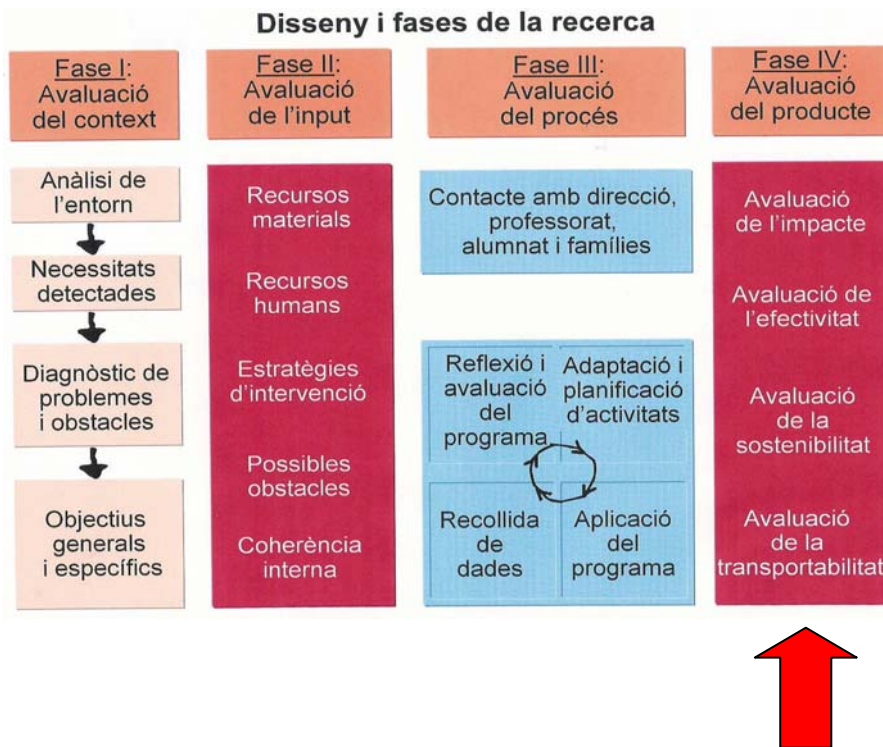 Disseny i fases de la recerca
Fase I:
Avaluació
del context
Anàlisi de
l'entorn
Necessitats
detectades
Diagnòstic de
problemes
i obstacles
Objectius
generals
i específics
Fase II:
Avaluació
de l'input
Recursos
materials
Recursos
humans
Estratègies
d'intervenció
Possibles
obstacles
Coherència
interna
Fase III:
Avaluació
del procés
Contacte amb direcció,
professorat,
alumnat i famílies
Reflexió i
avaluació
del
programa
Adaptació i
planificació
d'activitats
Recollida
de
dades
Aplicació
del
programa
Fase IV:
Avaluació
del producte
Avaluació
de l'impacte
Avaluació de
l'efectivitat
Avaluació
de la
sostenibilitat
Avaluació
de la
transportabilitat